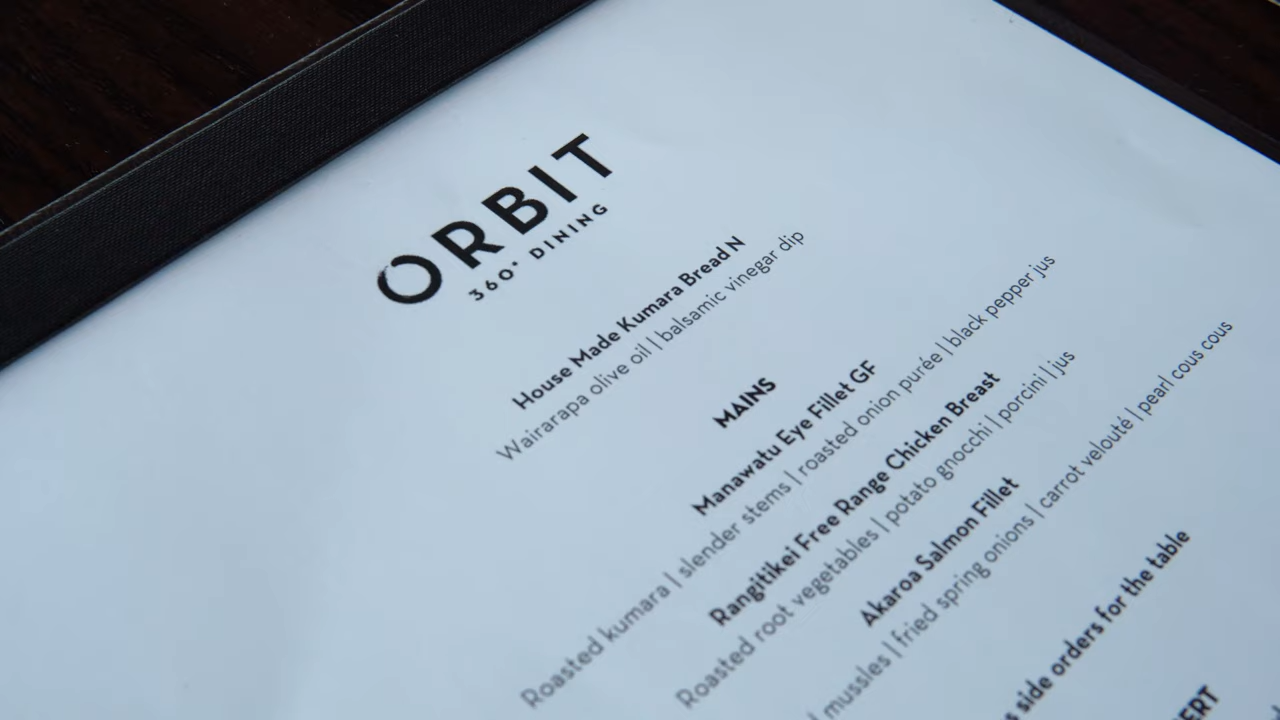 ORBIT
360° DINING
House Made Kumara Bread N
Wairarapa olive oil | balsamic vinegar dip
MAINS
Manawatu Eye Fillet GF
Roasted kumara | slender stems | roasted onion purée | black pepper jus
Rangitikei Free Range Chicken Breast
Roasted root vegetables | potato gnocchi | porcini | jus
Akaroa Salmon Fillet
| mussles | fried spring onions | carrot velouté | pearl cous cous
side orders for the table